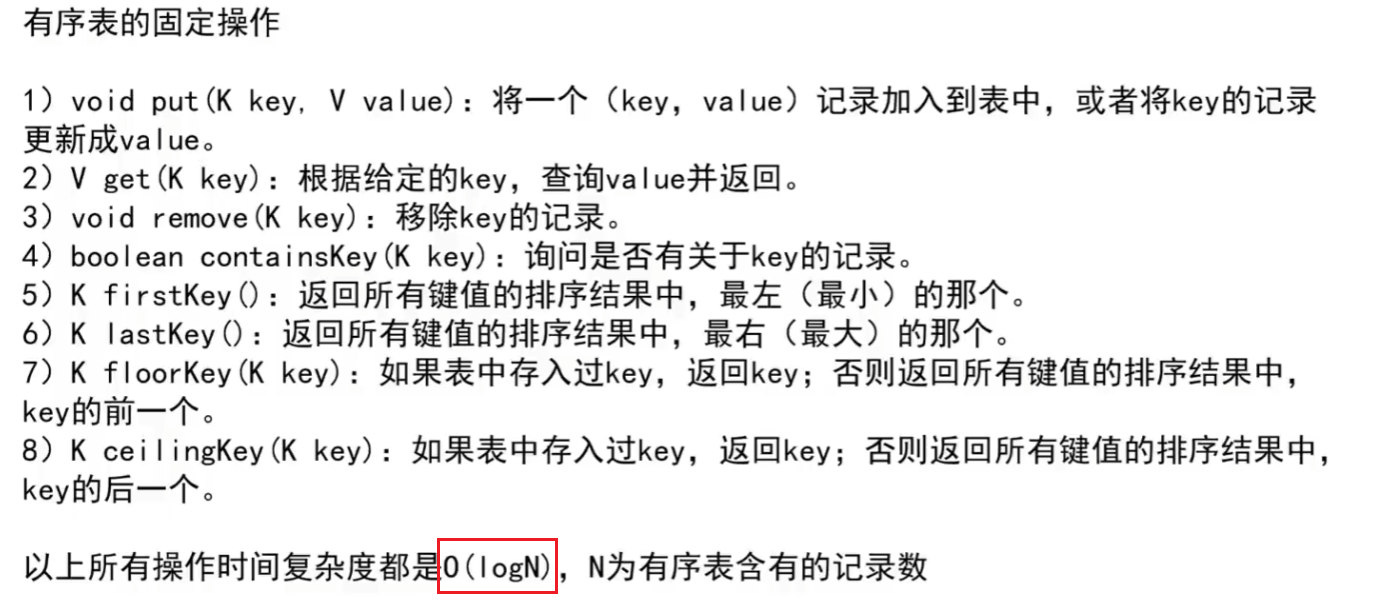 有序表的固定操作
1）void put(K key, V value)：将一个（key，value）记录加入到表中，或者将key的记录
更新成value。
2）V get(K key)：根据给定的key，查询value并返回。
3）void remove(K key)：移除key的记录。
4）boolean containsKey(K key)：询问是否有关于key的记录。
5）K firstKey()：返回所有键值的排序结果中，最左（最小）的那个。
6）K lastKey()：返回所有键值的排序结果中，最右（最大）的那个。
7）K floorKey(K key)：如果表中存入过key，返回key；否则返回所有键值的排序结果中，
key的前一个。
8）K ceilingKey(K key)：如果表中存入过key，返回key；否则返回所有键值的排序结果中，
key的后一个。
以上所有操作时间复杂度都是O(logN)，N为有序表含有的记录数